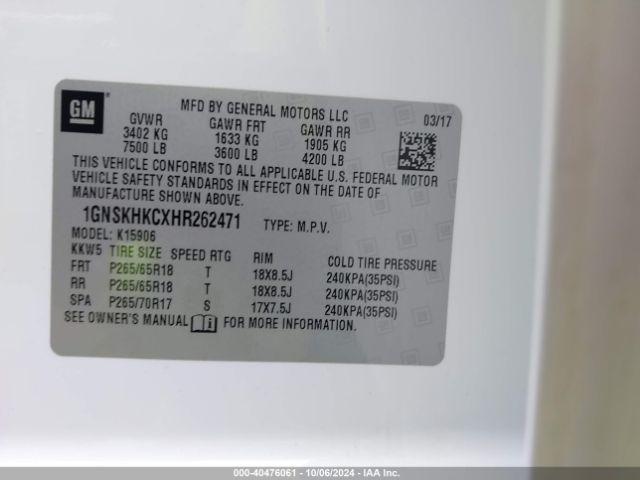 GM
MFD BY GENERAL MOTORS LLC
03/17
GVWR GAWR FRT GAWR RR
3402 KG 1633 KG 1905 KG
7500 LB 3600 LB 4200 LB
THIS VEHICLE CONFORMS TO ALL APPLICABLE U.S. FEDERAL MOTOR
VEHICLE SAFETY STANDARDS IN EFFECT ON THE DATE OF
MANUFACTURE SHOWN ABOVE.
1GNSKHKCXHR262471 TYPE: M.P.V.
MODEL: K15906
KKW5 TIRE SIZE SPEED RTG RIM COLD TIRE PRESSURE
FRT P265/65R18 T 18X8.5J 240KPA(35PSI)
RR P265/65R18 T 18X8.5J 240KPA(35PSI)
SPA P265/70R17 S 17X7.5J 240KPA(35PSI)
SEE OWNER'S MANUAL i FOR MORE INFORMATION.
000-40476061 - 10/06/2024 - IAA Inc.